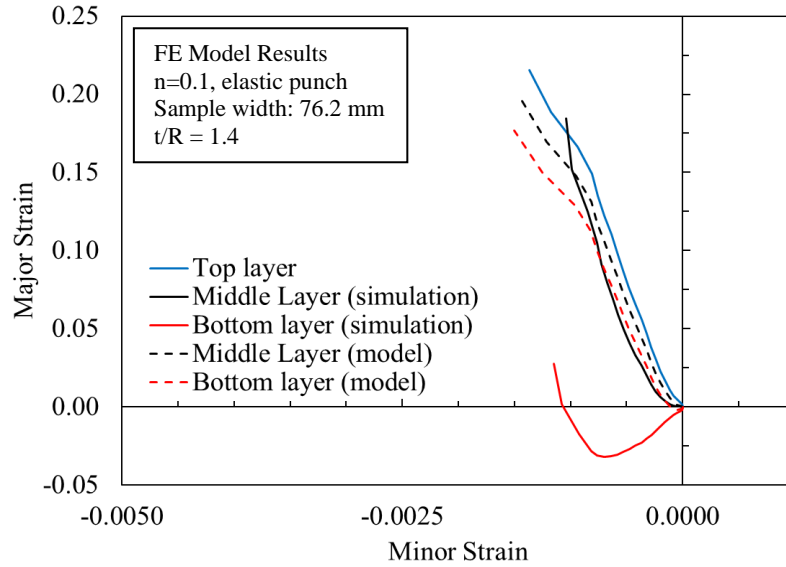 0.25
0.20
0.15
0.10
0.05
0.00
-0.05
Major Strain
FE Model Results
n=0.1, elastic punch
Sample width: 76.2 mm
t/R = 1.4
Top layer
Middle Layer (simulation)
Bottom layer (simulation)
Middle Layer (model)
Bottom layer (model)
-0.0050
-0.0025
0.0000
Minor Strain